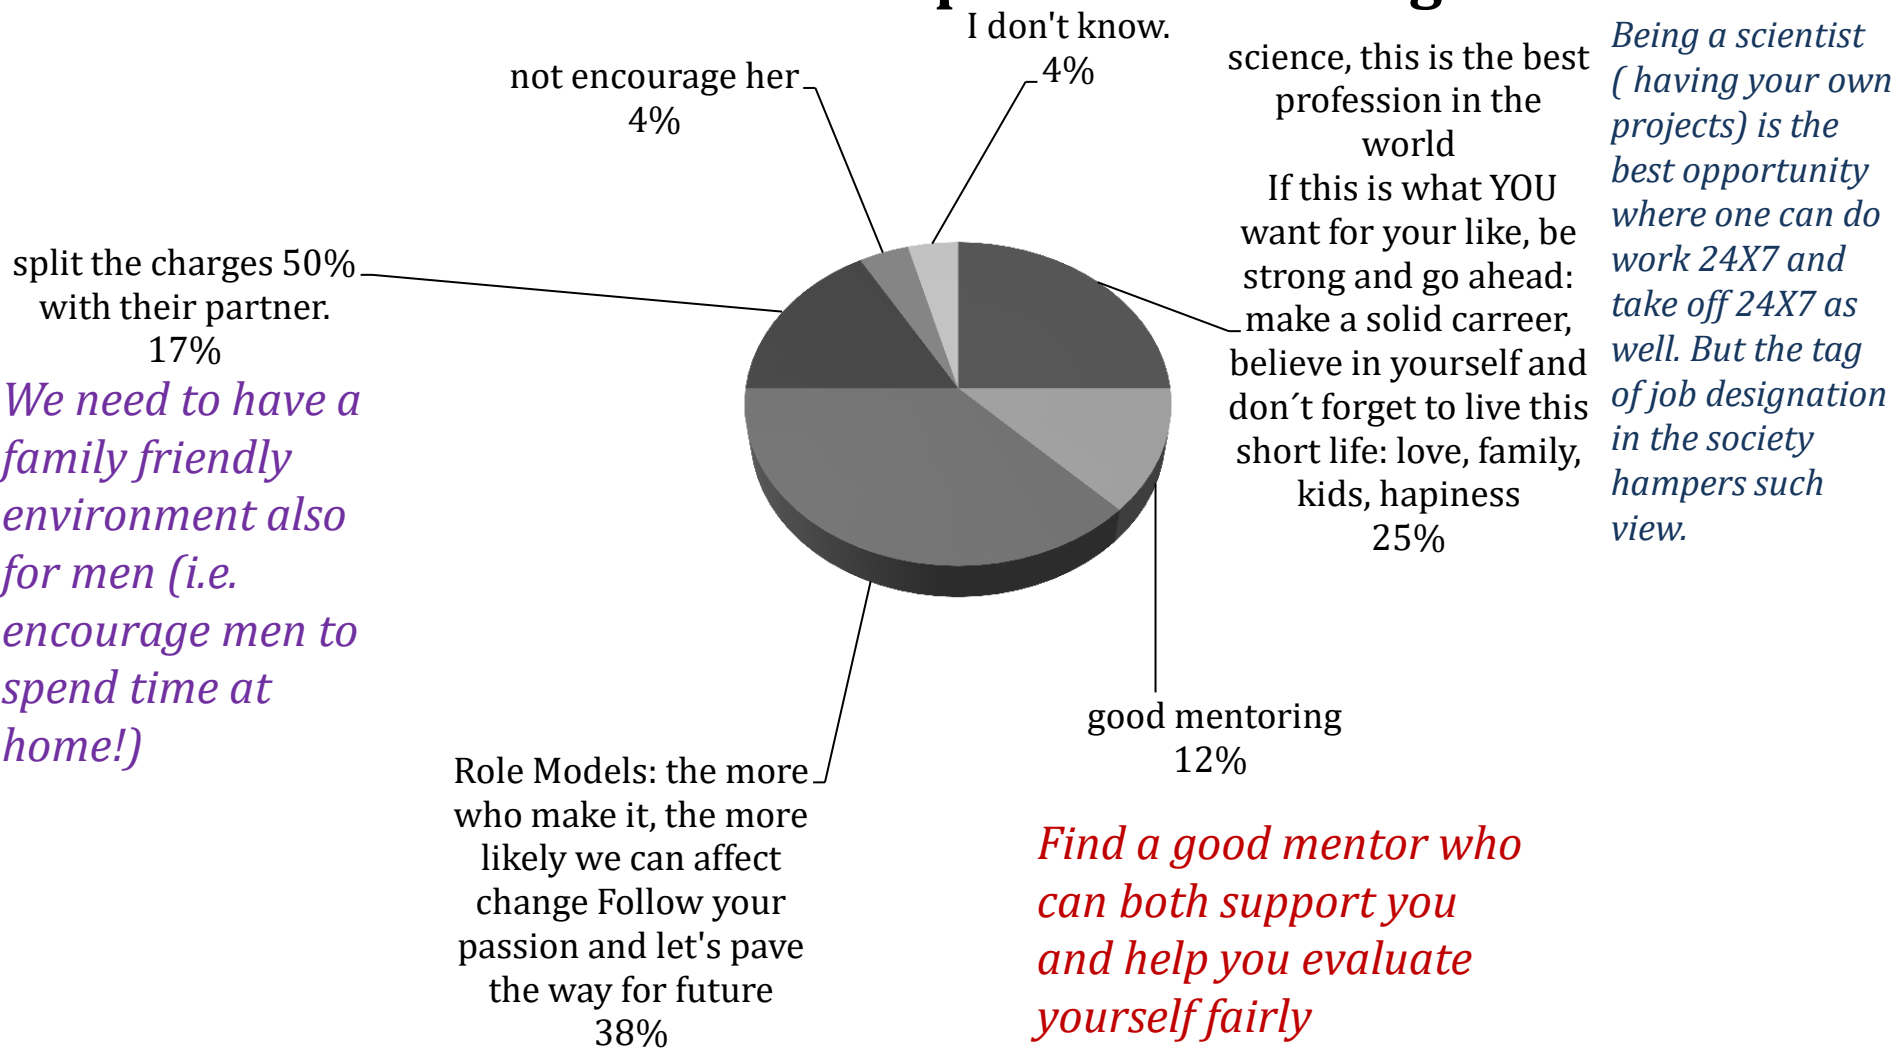 I don't know.
4%
not encourage her
4%
science, this is the best
profession in the
world
If this is what YOU
want for your like, be
strong and go ahead:
make a solid carreer,
believe in yourself and
don´t forget to live this
short life: love, family,
kids, hapiness
25%
Being a scientist
( having your own
projects) is the
best opportunity
where one can do
work 24X7 and
take off 24X7 as
well. But the tag
of job designation
in the society
hampers such
view.
split the charges 50%
with their partner.
17%
We need to have a
family friendly
environment also
for men (i.e.
encourage men to
spend time at
home!)
good mentoring
12%
Role Models: the more
who make it, the more
likely we can affect
change Follow your
passion and let's pave
the way for future
38%
Find a good mentor who
can both support you
and help you evaluate
yourself fairly